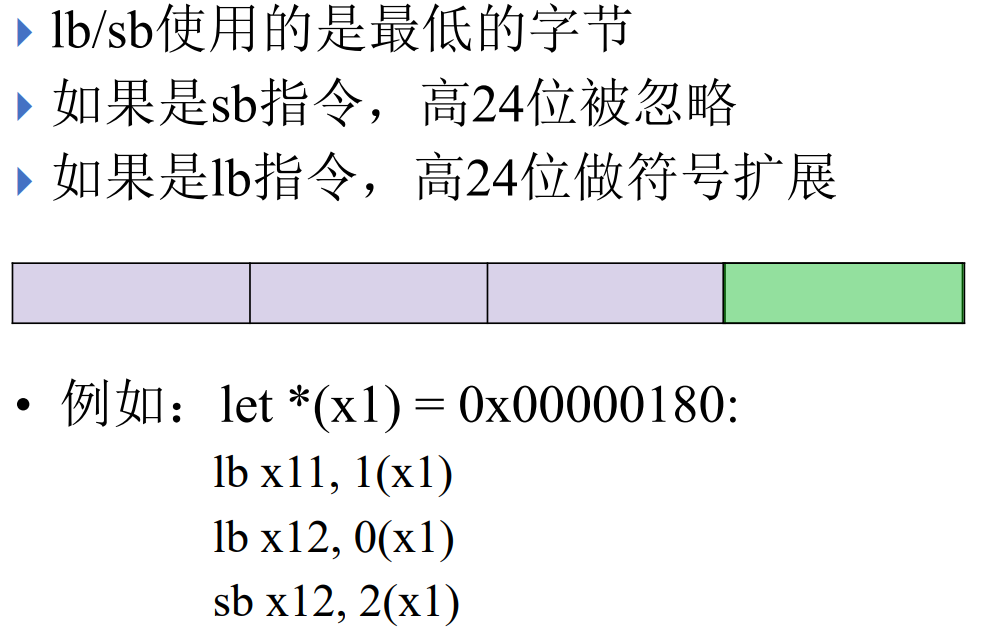 lb/sb使用的是最低的字节
如果是sb指令，高24位被忽略
如果是lb指令，高24位做符号扩展
• 例如：let *(x1) = 0x00000180:
lb x11, 1(x1)
lb x12, 0(x1)
sb x12, 2(x1)